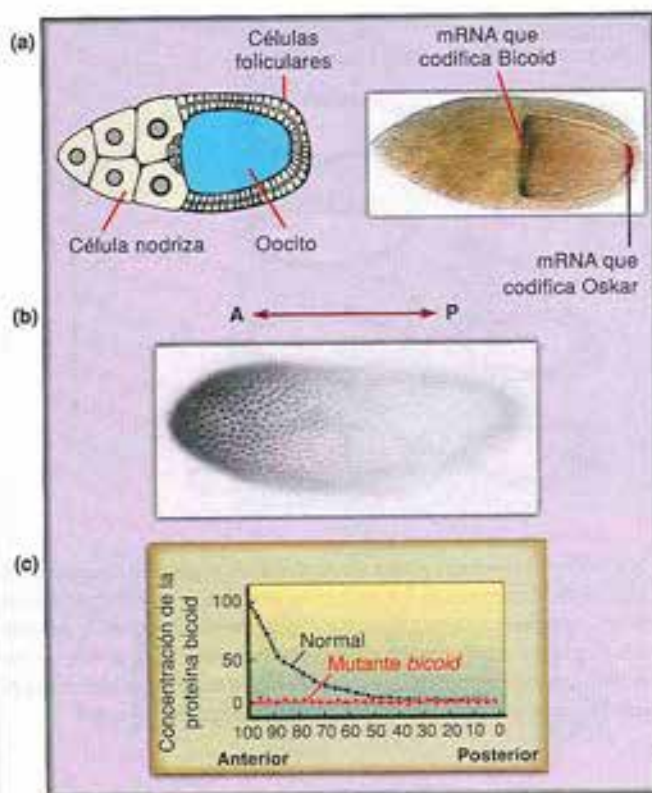 (a)
Células
foliculares
Célula nodriza
Oocito
mRNA que
codifica Bicoid
mRNA que
codifica Oskar
(b)
A
P
(c)
Concentración de la
proteína bicoid
100
50
0
Normal
Mutante bicoid
100 90 80 70 60 50 40 30 20 10 0
Anterior
Posterior